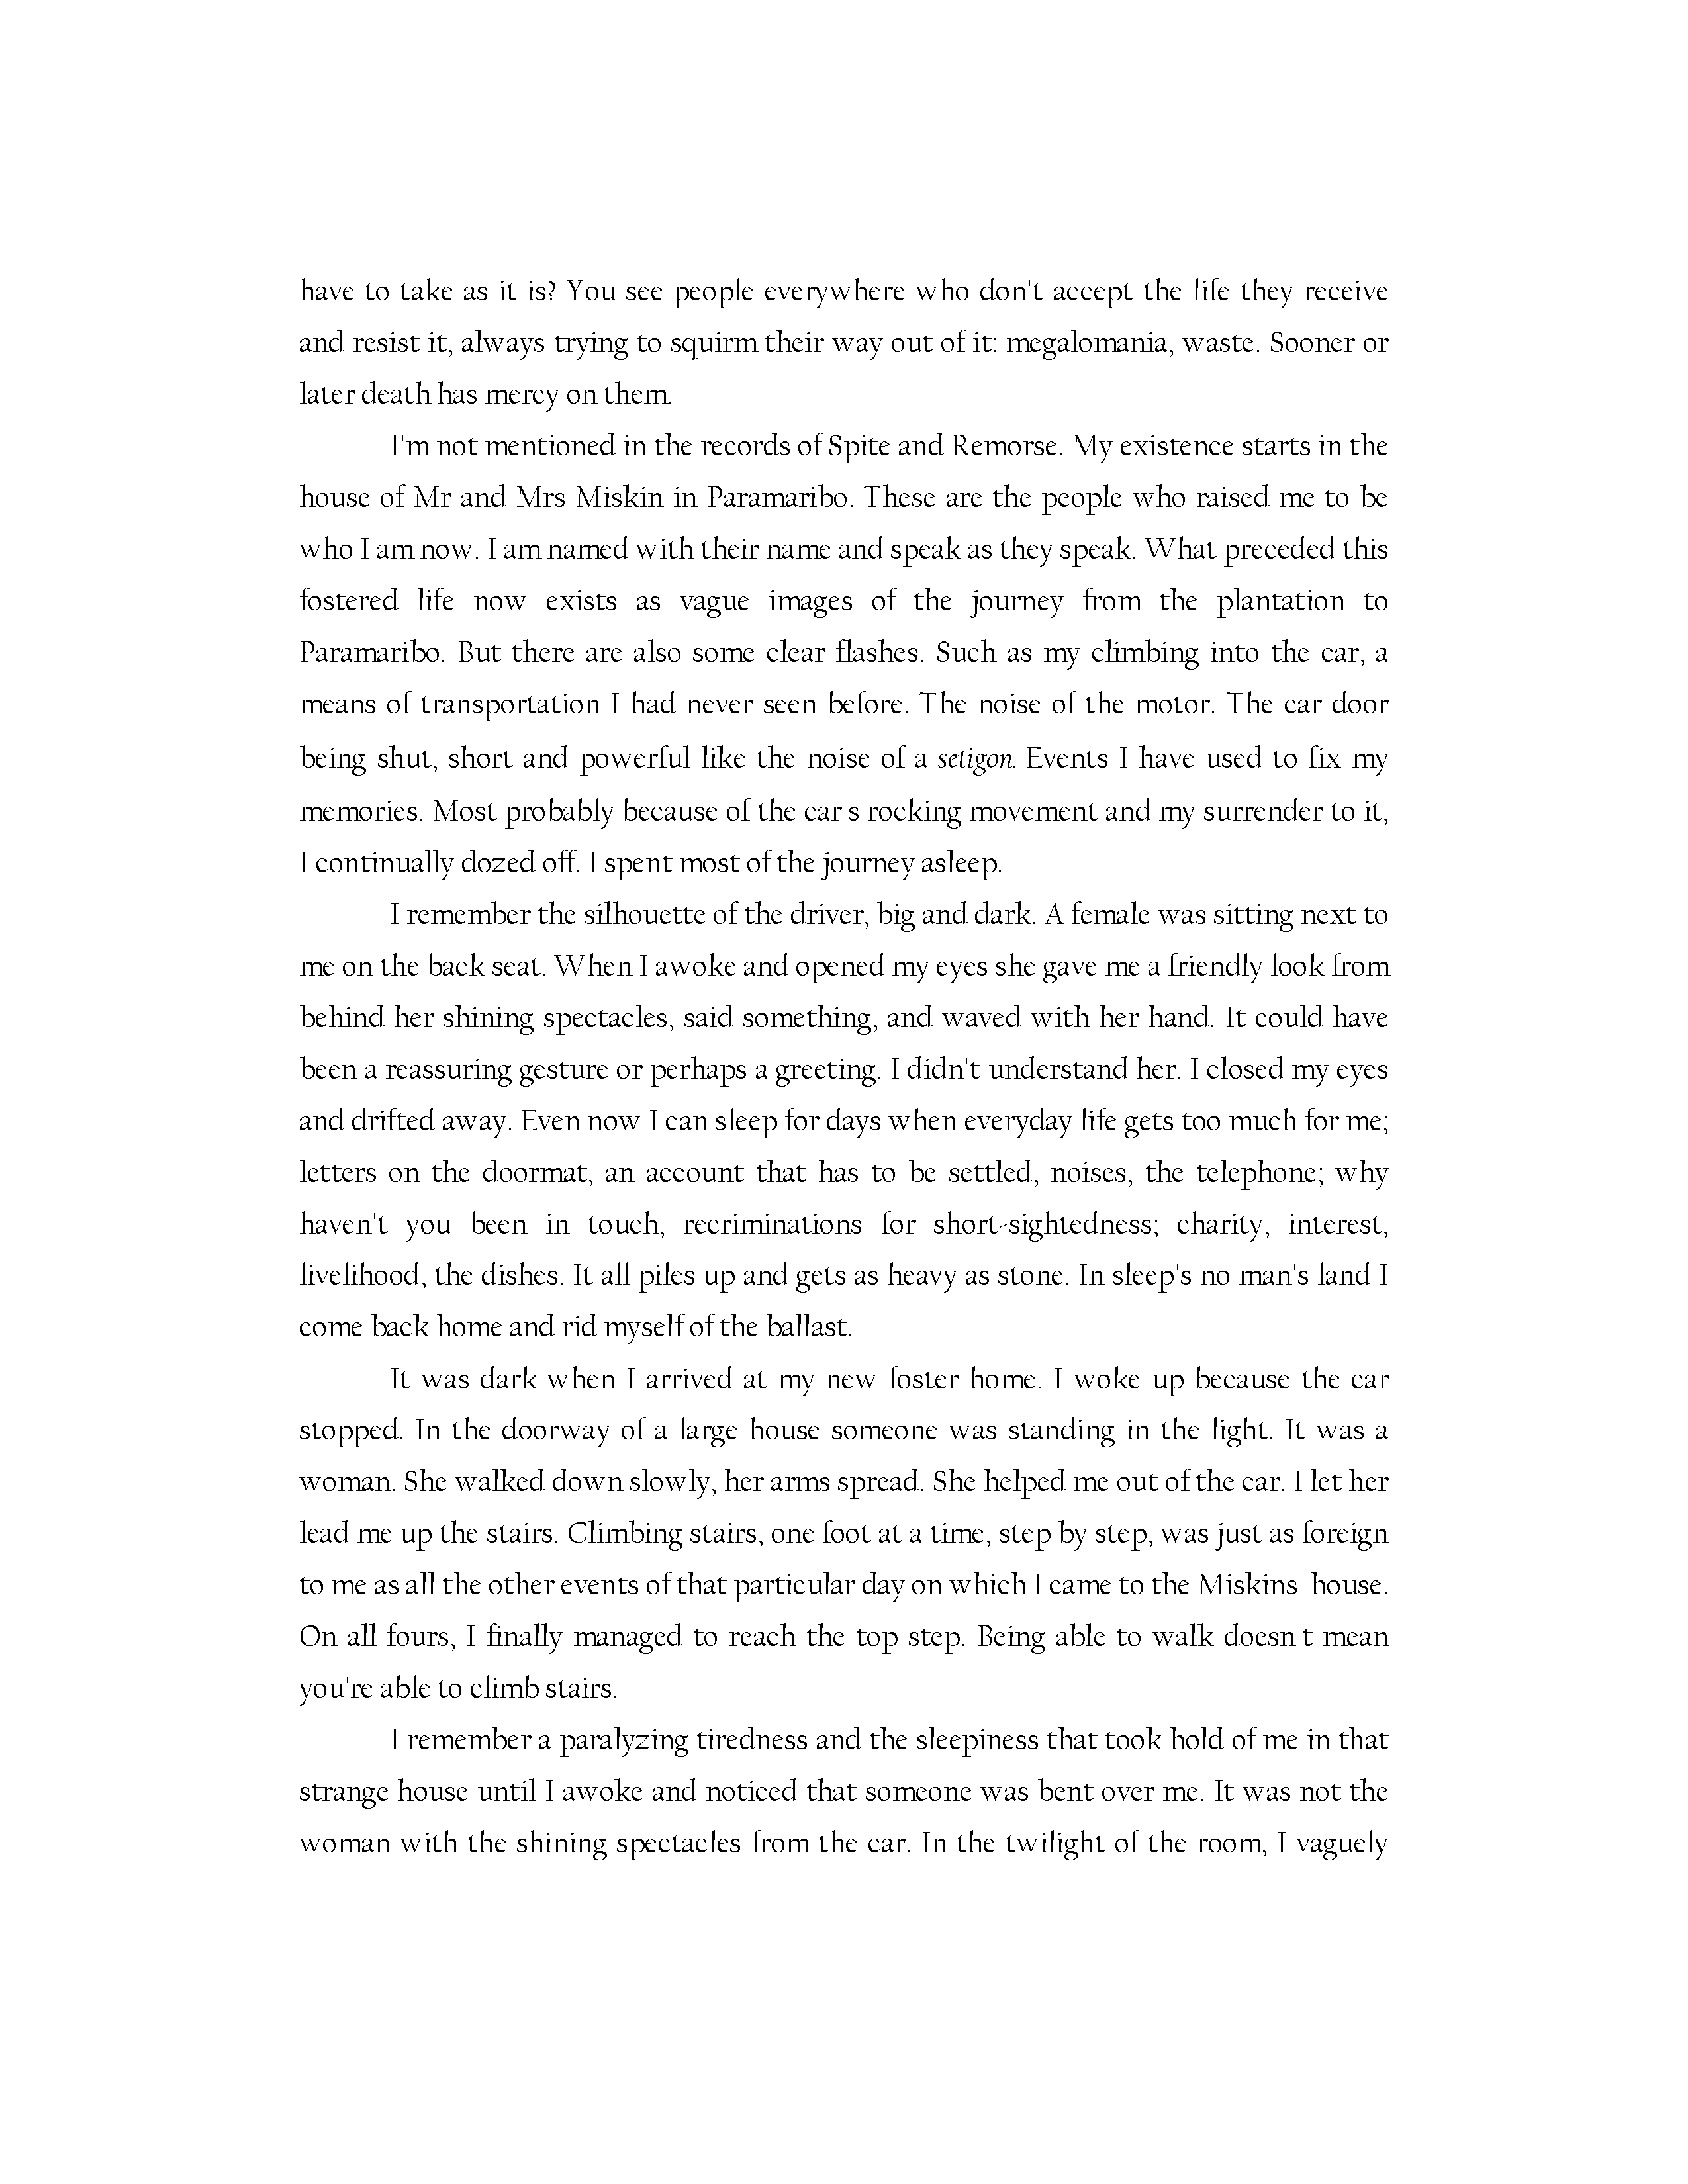 have to take as it is? You see people everywhere who don't accept the life they receive
and resist it, always trying to squirm their way out of it: megalomania, waste. Sooner or
later death has mercy on them.
I'm not mentioned in the records of Spite and Remorse. My existence starts in the
house of Mr and Mrs Miskin in Paramaribo. These are the people who raised me to be
who I am now. I am named with their name and speak as they speak. What preceded this
fostered life now exists as vague images of the journey from the plantation to
Paramaribo. But there are also some clear flashes. Such as my climbing into the car, a
means of transportation I had never seen before. The noise of the motor. The car door
being shut, short and powerful like the noise of a setigon. Events I have used to fix my
memories. Most probably because of the car's rocking movement and my surrender to it,
I continually dozed off. I spent most of the journey asleep.
I remember the silhouette of the driver, big and dark. A female was sitting next to
me on the back seat. When I awoke and opened my eyes she gave me a friendly look from
behind her shining spectacles, said something, and waved with her hand. It could have
been a reassuring gesture or perhaps a greeting. I didn't understand her. I closed my eyes
and drifted away. Even now I can sleep for days when everyday life gets too much for me;
letters on the doormat, an account that has to be settled, noises, the telephone; why
haven't you been in touch, recriminations for short-sightedness; charity, interest,
livelihood, the dishes. It all piles up and gets as heavy as stone. In sleep's no man's land I
come back home and rid myself of the ballast.
It was dark when I arrived at my new foster home. I woke up because the car
stopped. In the doorway of a large house someone was standing in the light. It was a
woman. She walked down slowly, her arms spread. She helped me out of the car. I let her
lead me up the stairs. Climbing stairs, one foot at a time, step by step, was just as foreign
to me as all the other events of that particular day on which I came to the Miskins' house.
On all fours, I finally managed to reach the top step. Being able to walk doesn't mean
you're able to climb stairs.
I remember a paralyzing tiredness and the sleepiness that took hold of me in that
strange house until I awoke and noticed that someone was bent over me. It was not the
woman with the shining spectacles from the car. In the twilight of the room, I vaguely